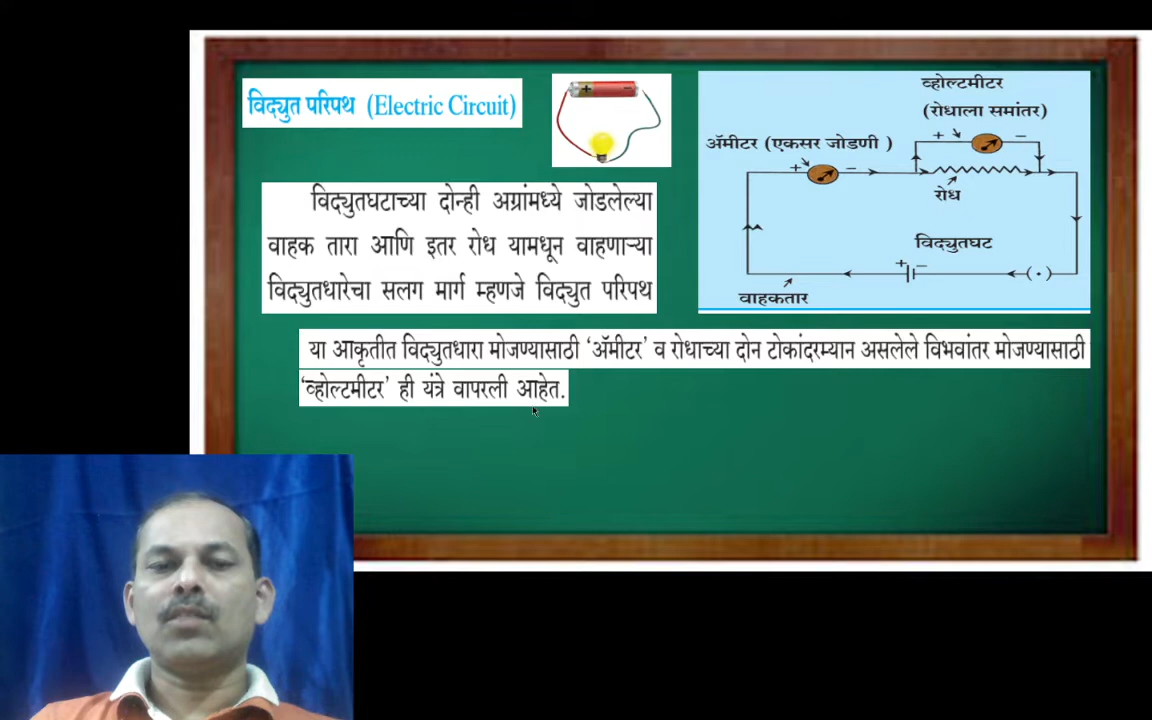 विद्युत परिपथ (Electric Circuit)
+ -
विद्युतघटाच्या दोन्ही अग्रांमध्ये जोडलेल्या
वाहक तारा आणि इतर रोध यामधून वाहणाऱ्या
विद्युतधारेचा सलग मार्ग म्हणजे विद्युत परिपथ
व्होल्टमीटर
(रोधाला समांतर)
+ -
ॲमीटर (एकसर जोडणी )
+ -
रोध
विद्युतघट
+ -
(·)
वाहकतार
या आकृतीत विद्युतधारा मोजण्यासाठी ‘ॲमीटर’ व रोधाच्या दोन टोकांदरम्यान असलेले विभवांतर मोजण्यासाठी
‘व्होल्टमीटर’ ही यंत्रे वापरली आहेत.